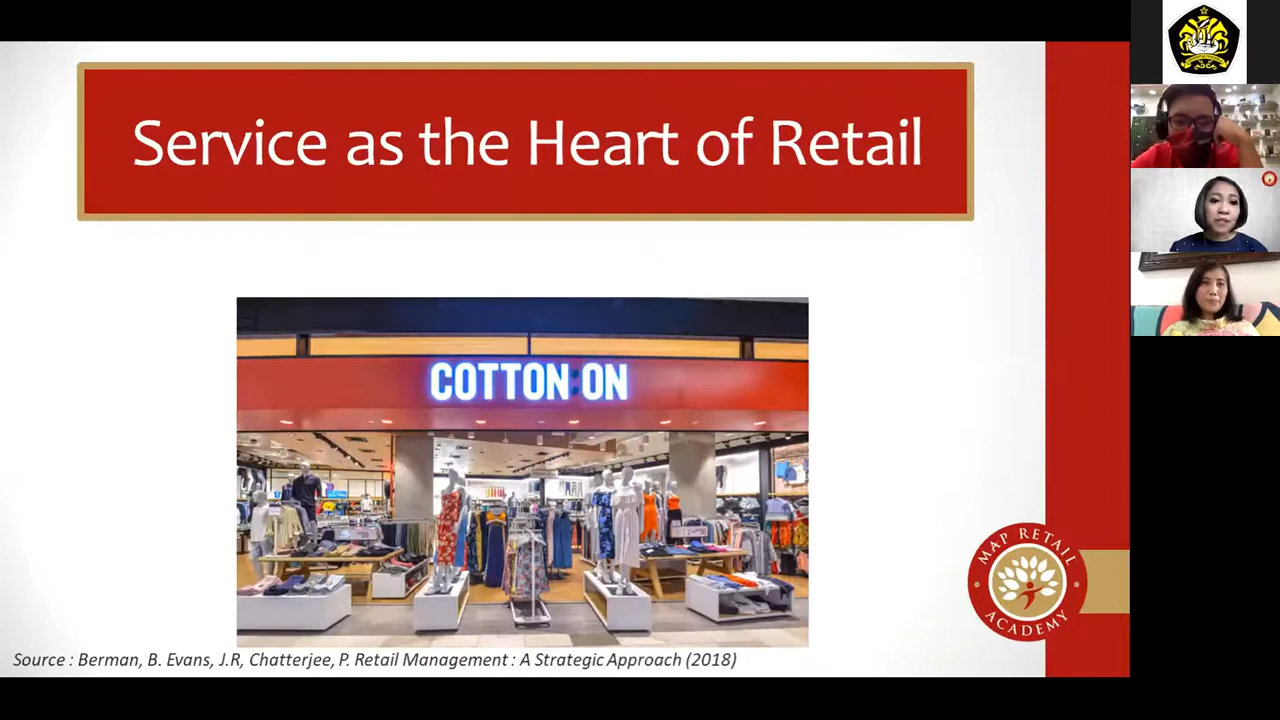 Service as the Heart of Retail
COTTON:ON
MAP RETAIL
ACADEMY
Source : Berman, B. Evans, J.R, Chatterjee, P. Retail Management : A Strategic Approach (2018)